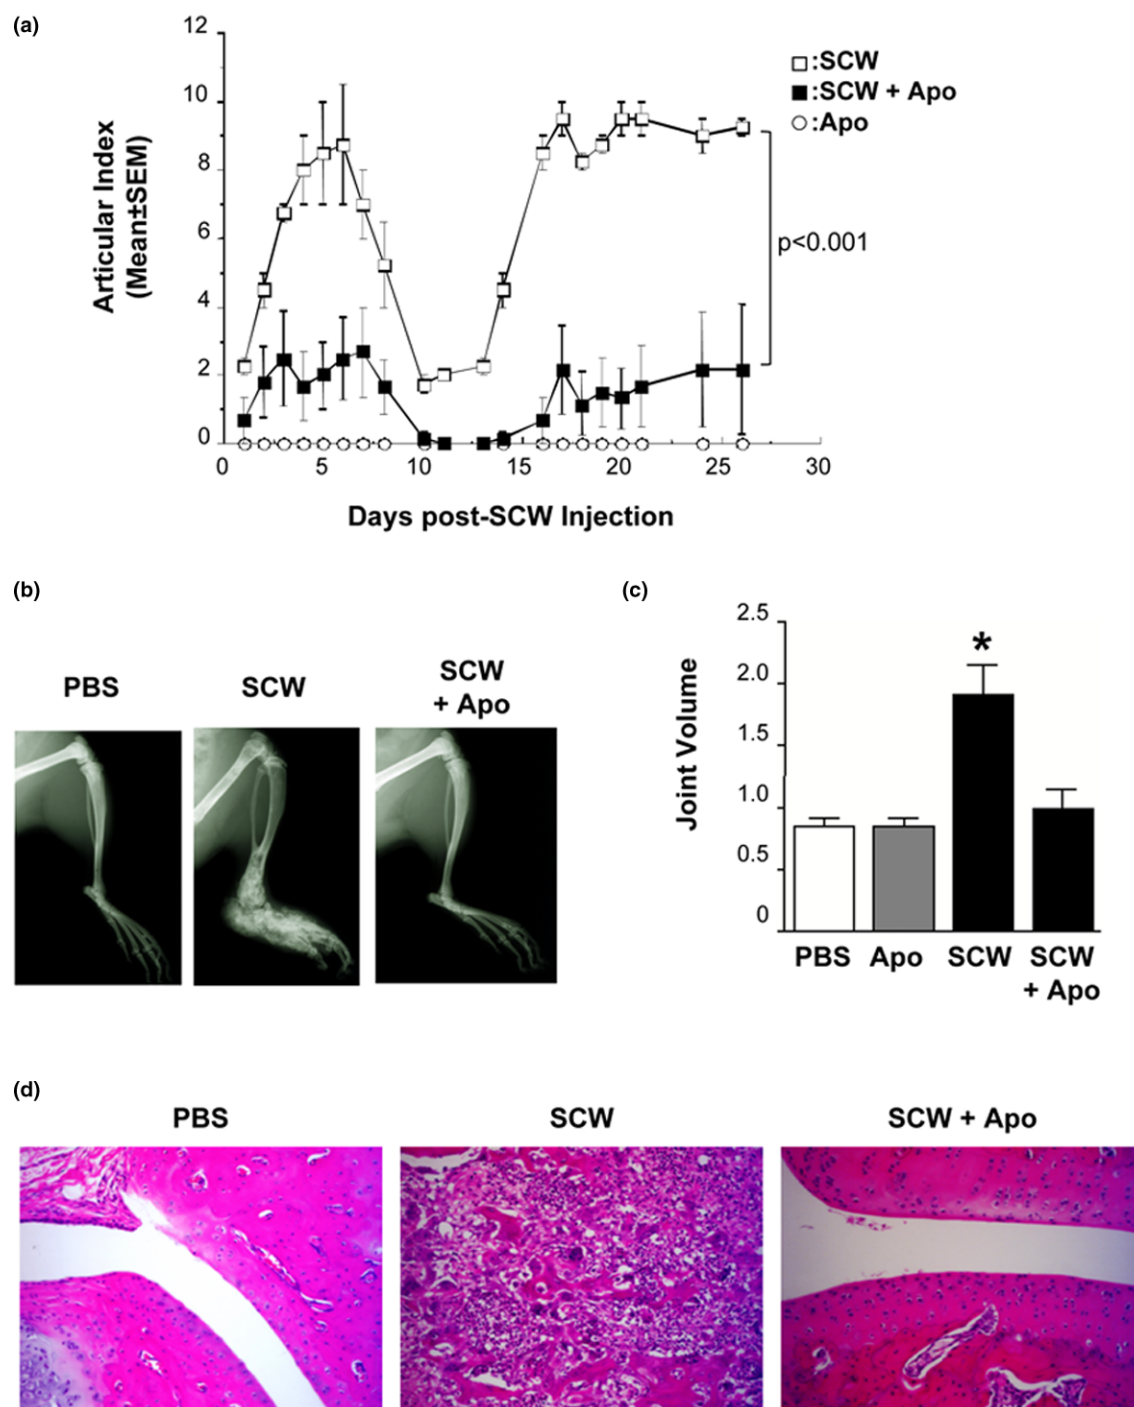 (a)
12
10
8
6
4
2
0
Articular Index
(Mean±SEM)
:SCW
:SCW + Apo
:Apo
p<0.001
0 5 10 15 20 25 30
Days post-SCW Injection
(b)
PBS
SCW
SCW
+ Apo
(c)
2.5
2.0
1.5
1.0
0.5
0
Joint Volume
*
PBS Apo SCW SCW
+ Apo
(d)
PBS SCW SCW + Apo